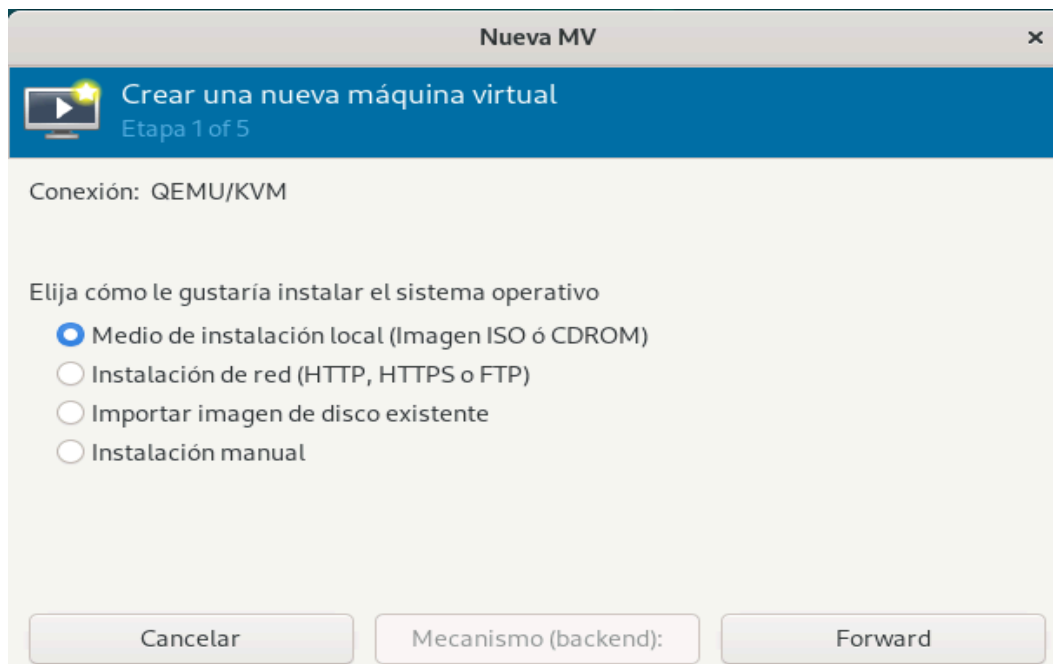 Nueva MV
Crear una nueva máquina virtual
Etapa 1 of 5
Conexión: QEMU/KVM
Elija cómo le gustaría instalar el sistema operativo
Medio de instalación local (Imagen ISO ó CDROM)
Instalación de red (HTTP, HTTPS o FTP)
Importar imagen de disco existente
Instalación manual
Cancelar
Mecanismo (backend):
Forward